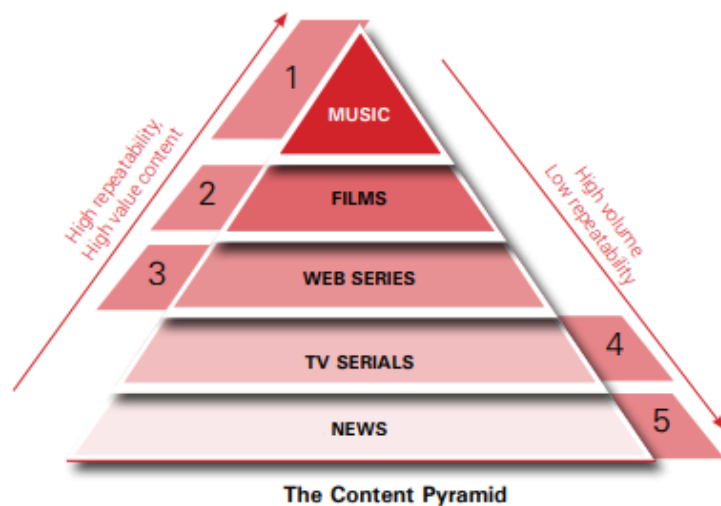 1
MUSIC
High repeatability,
High value content
High volume
Low repeatability
2
FILMS
3
WEB SERIES
4
TV SERIALS
5
NEWS
The Content Pyramid